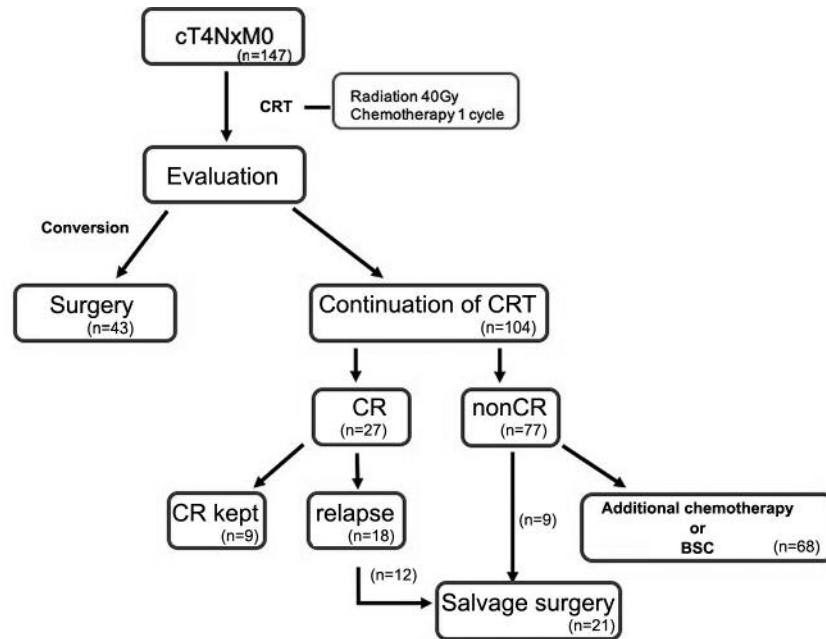 cT4NxM0
(n=147)
CRT
Radiation 40Gy
Chemotherapy 1 cycle
Evaluation
Conversion
Surgery
(n=43)
Continuation of CRT
(n=104)
CR
(n=27)
nonCR
(n=77)
CR kept
(n=9)
relapse
(n=18)
(n=9)
Additional chemotherapy
or
BSC (n=68)
(n=12)
Salvage surgery
(n=21)